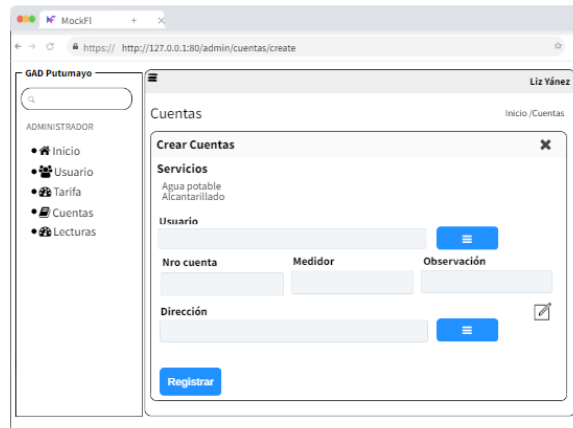 MockFl
https:// http://127.0.0.1:80/admin/cuentas/create
GAD Putumayo
ADMINISTRADOR
Inicio
Usuario
Tarifa
Cuentas
Lecturas
Liz Yánez
Cuentas
Inicio /Cuentas
Crear Cuentas
Servicios
Agua potable
Alcantarillado
Usuario
Nro cuenta Medidor Observación
Dirección
Registrar